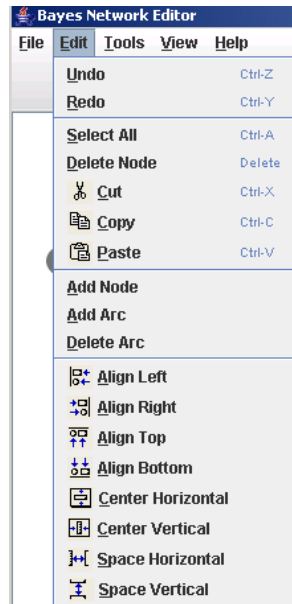 Bayes Network Editor
File Edit Tools View Help
Undo Ctrl-Z
Redo Ctrl-Y
Select All Ctrl-A
Delete Node Delete
Cut Ctrl-X
Copy Ctrl-C
Paste Ctrl-V
Add Node
Add Arc
Delete Arc
Align Left
Align Right
Align Top
Align Bottom
Center Horizontal
Center Vertical
Space Horizontal
Space Vertical